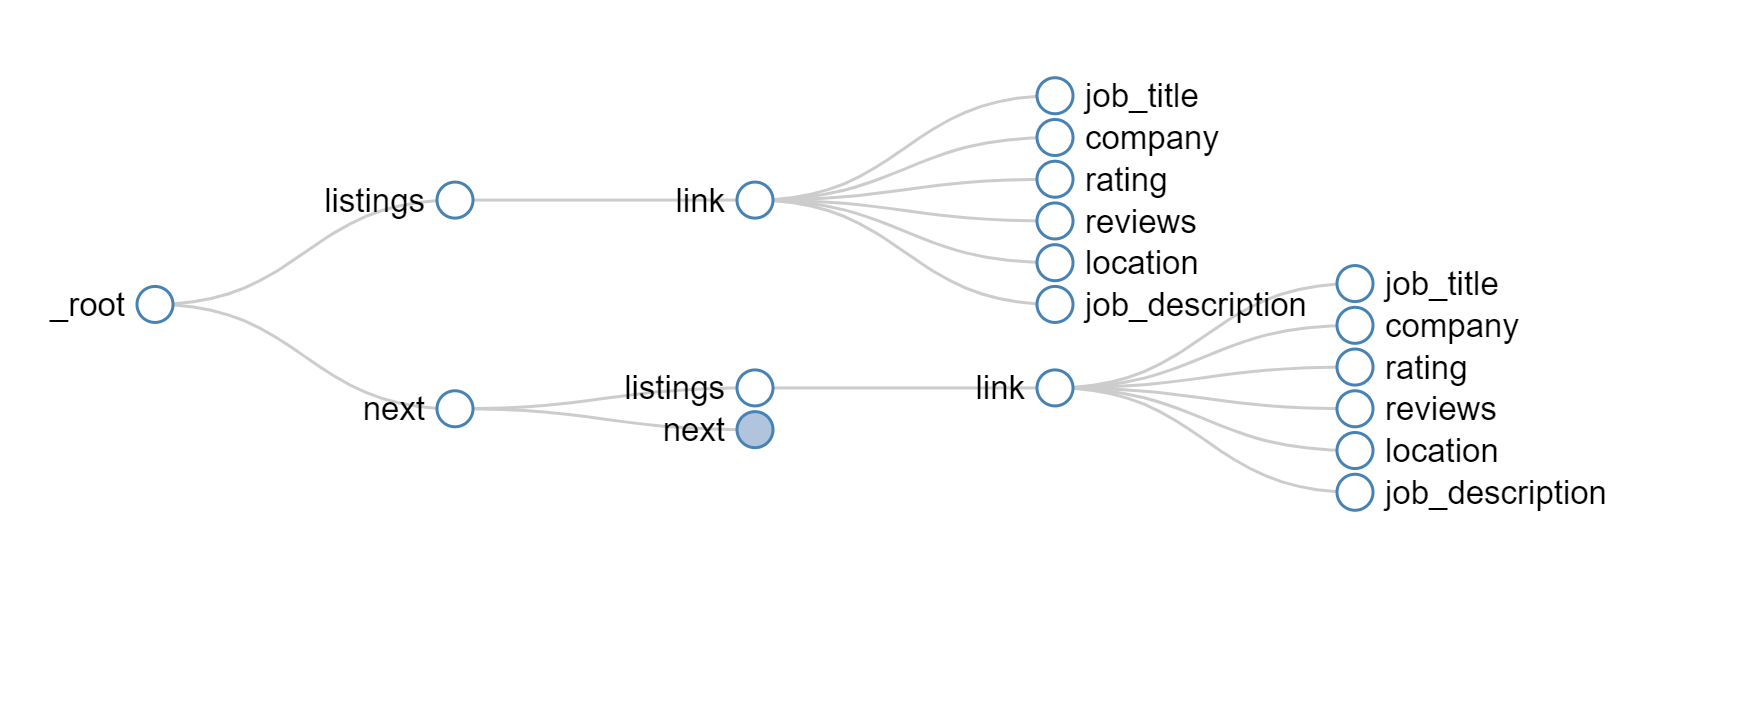 _root
listings
link
job_title
company
rating
reviews
location
job_description
next
listings
next
link
job_title
company
rating
reviews
location
job_description